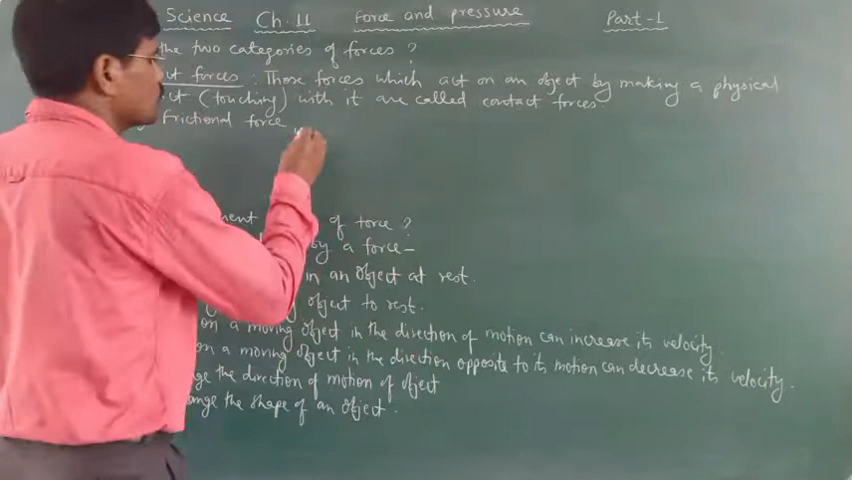 Science Ch. 11 Force and pressure Part-1
the two categories of forces ?
forces : Those forces which act on an object by making a physical
(touching) with it are called contact forces.
Frictional force
of force ?
by a force-
in an object at rest.
object to rest.
on a moving object in the direction of motion can increase its velocity.
on a moving object in the direction opposite to its motion can decrease its velocity.
the direction of motion of object
the shape of an object.